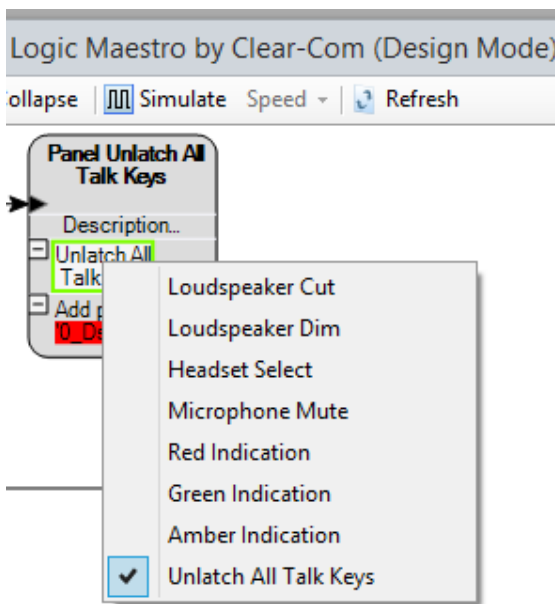 Logic Maestro by Clear-Com (Design Mode)
ollapse Simulate Speed Refresh
Panel Unlatch All
Talk Keys
Description...
Unlatch All
Talk
Add p
'0_De
Loudspeaker Cut
Loudspeaker Dim
Headset Select
Microphone Mute
Red Indication
Green Indication
Amber Indication
Unlatch All Talk Keys